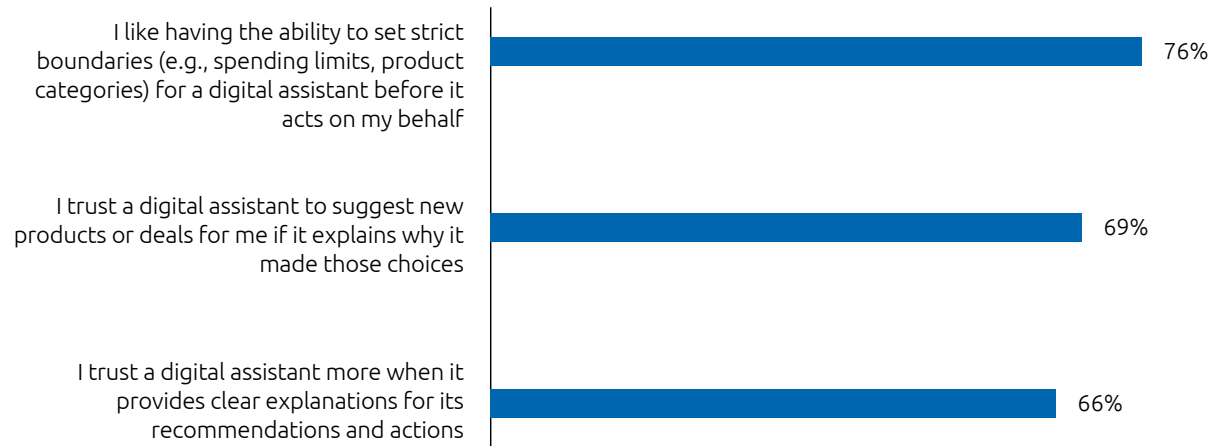 I like having the ability to set strict
boundaries (e.g., spending limits, product
categories) for a digital assistant before it
acts on my behalf
76%
I trust a digital assistant to suggest new
products or deals for me if it explains why it
made those choices
69%
I trust a digital assistant more when it
provides clear explanations for its
recommendations and actions
66%